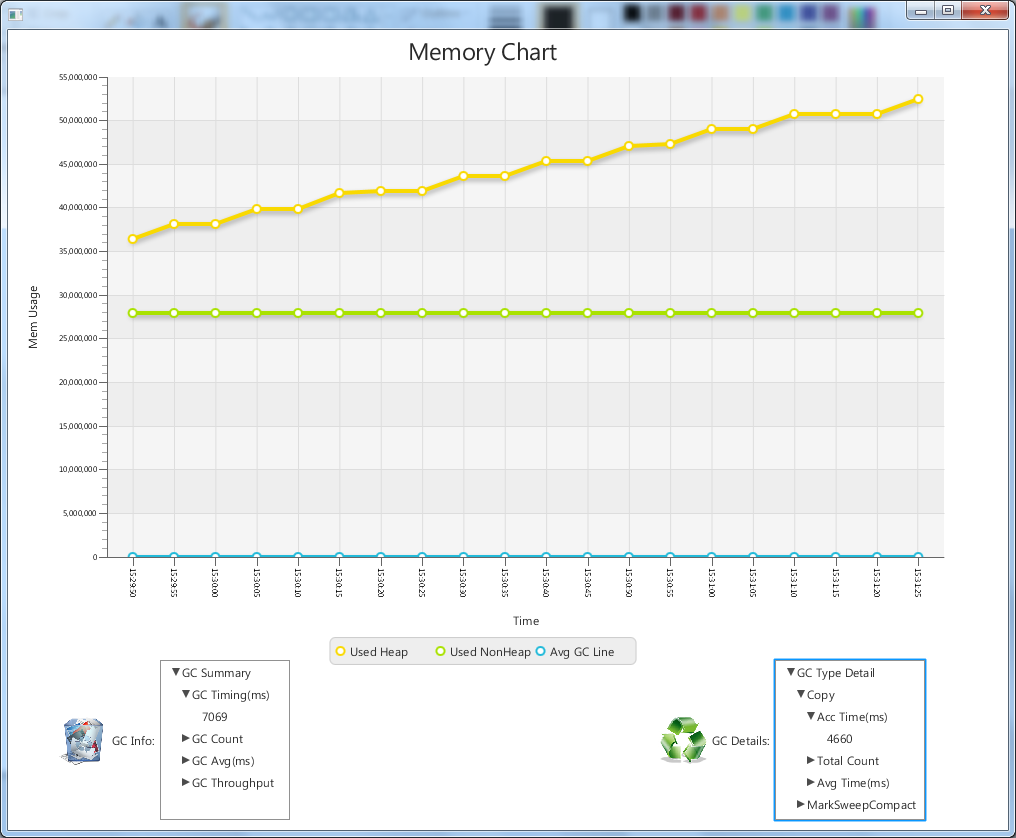 Memory Chart
55,000,000
50,000,000
45,000,000
40,000,000
35,000,000
30,000,000
25,000,000
20,000,000
15,000,000
10,000,000
5,000,000
0
Mem Usage
15:29:50
15:29:55
15:30:00
15:30:05
15:30:10
15:30:15
15:30:20
15:30:25
15:30:30
15:30:35
15:30:40
15:30:45
15:30:50
15:30:55
15:31:00
15:31:05
15:31:10
15:31:15
15:31:20
15:31:25
Time
Used Heap Used NonHeap Avg GC Line
GC Info:
GC Summary
GC Timing(ms)
7069
GC Count
GC Avg(ms)
GC Throughput
GC Details:
GC Type Detail
Copy
Acc Time(ms)
4660
Total Count
Avg Time(ms)
MarkSweepCompact